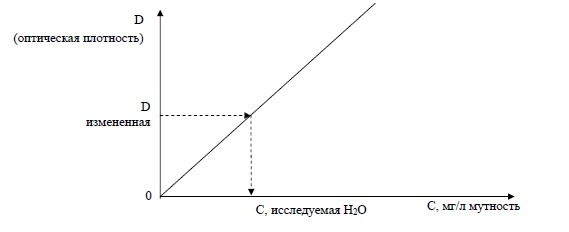 D
(оптическая плотность)
D
измененная
0
С, исследуемая H₂O
С, мг/л мутность